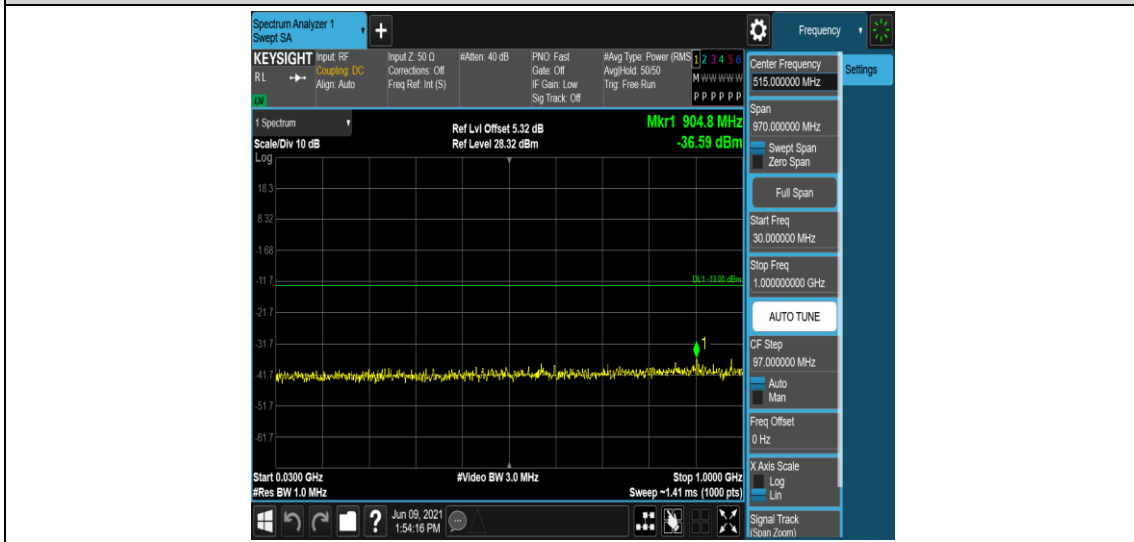 Spectrum Analyzer 1
Swept SA
+
Frequency
KEYSIGHT
RL
Input: RF
Coupling: DC
Align: Auto
Input Z: 50 Ω
Corrections: Off
Freq Ref: Int (S)
#Atten: 40 dB
PNO: Fast
Gate: Off
IF Gain: Low
Sig Track: Off
#Avg Type: Power (RMS
Avg|Hold: 50/50
Trig: Free Run
1 2 3 4 5 6
M W W W W W
P P P P P P
Center Frequency
515.000000 MHz
Settings
1 Spectrum
Scale/Div 10 dB
Log
Ref Lvl Offset 5.32 dB
Ref Level 28.32 dBm
Mkr1 904.8 MHz
-36.59 dBm
18.3
8.32
-1.68
-11.7
-21.7
-31.7
-41.7
-51.7
-61.7
DL1 -13.00 dBm
1
Start 0.0300 GHz
#Res BW 1.0 MHz
#Video BW 3.0 MHz
Stop 1.0000 GHz
Sweep ~1.41 ms (1000 pts)
Span
970.000000 MHz
Swept Span
Zero Span
Full Span
Start Freq
30.000000 MHz
Stop Freq
1.000000000 GHz
AUTO TUNE
CF Step
97.000000 MHz
Auto
Man
Freq Offset
0 Hz
X Axis Scale
Log
Lin
Signal Track
(Span Zoom)
?
Jun 09, 2021
1:54:16 PM